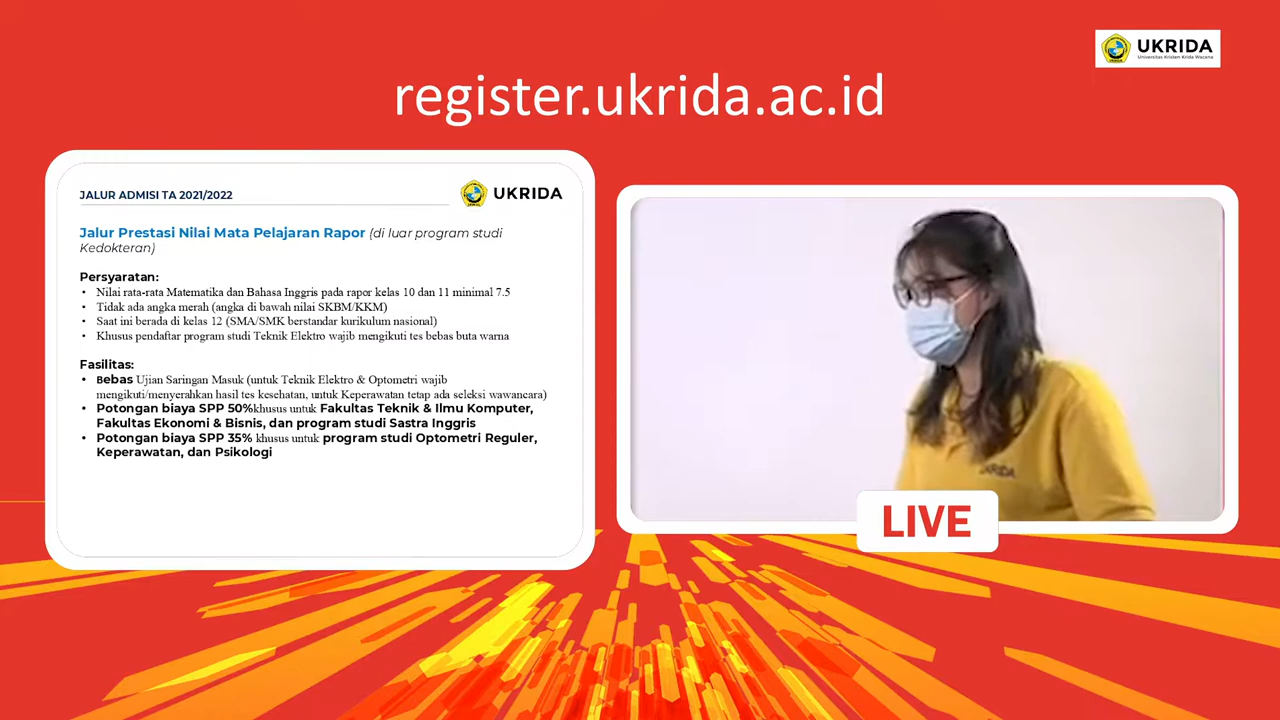 UKRIDA
Universitas Kristen Krida Wacana
register.ukrida.ac.id
JALUR ADMISI TA 2021/2022
UKRIDA
Jalur Prestasi Nilai Mata Pelajaran Rapor (di luar program studi
Kedokteran)
Persyaratan:
• Nilai rata-rata Matematika dan Bahasa Inggris pada rapor kelas 10 dan 11 minimal 7.5
• Tidak ada angka merah (angka di bawah nilai SKBM/KKM)
• Saat ini berada di kelas 12 (SMA/SMK berstandar kurikulum nasional)
• Khusus pendaftar program studi Teknik Elektro wajib mengikuti tes bebas buta warna
Fasilitas:
• Bebas Ujian Saringan Masuk (untuk Teknik Elektro & Optometri wajib
mengikuti/menyerahkan hasil tes kesehatan, untuk Keperawatan tetap ada seleksi wawancara)
• Potongan biaya SPP 50%khusus untuk Fakultas Teknik & Ilmu Komputer,
Fakultas Ekonomi & Bisnis, dan program studi Sastra Inggris
• Potongan biaya SPP 35% khusus untuk program studi Optometri Reguler,
Keperawatan, dan Psikologi
UKRIDA
LIVE